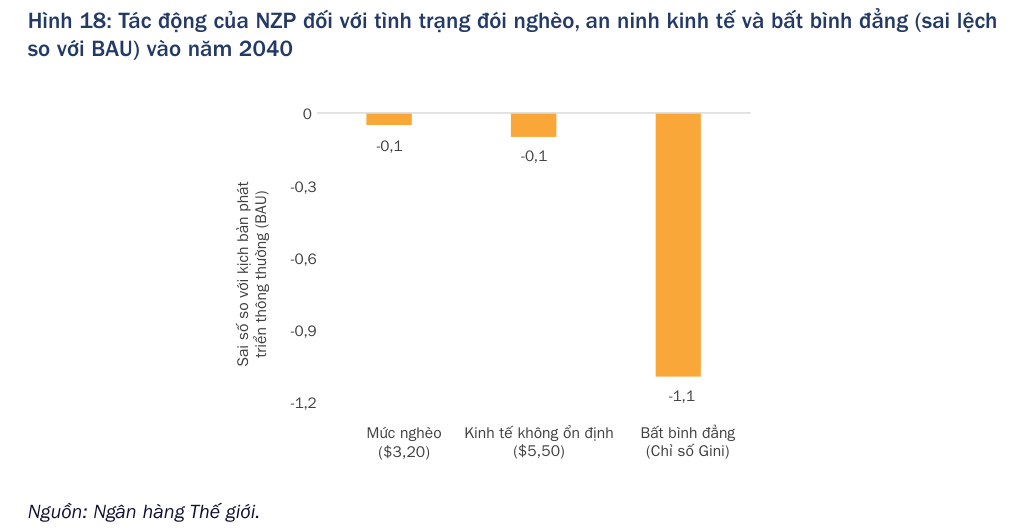 Hình 18: Tác động của NZP đối với tình trạng đói nghèo, an ninh kinh tế và bất bình đẳng (sai lệch
so với BAU) vào năm 2040
0
-0,3
-0,6
-0,9
-1,2
Sai số so với kịch bản phát
triển thông thường (BAU)
-0,1
-0,1
-1,1
Mức nghèo
($3,20)
Kinh tế không ổn định
($5,50)
Bất bình đẳng
(Chỉ số Gini)
Nguồn: Ngân hàng Thế giới.